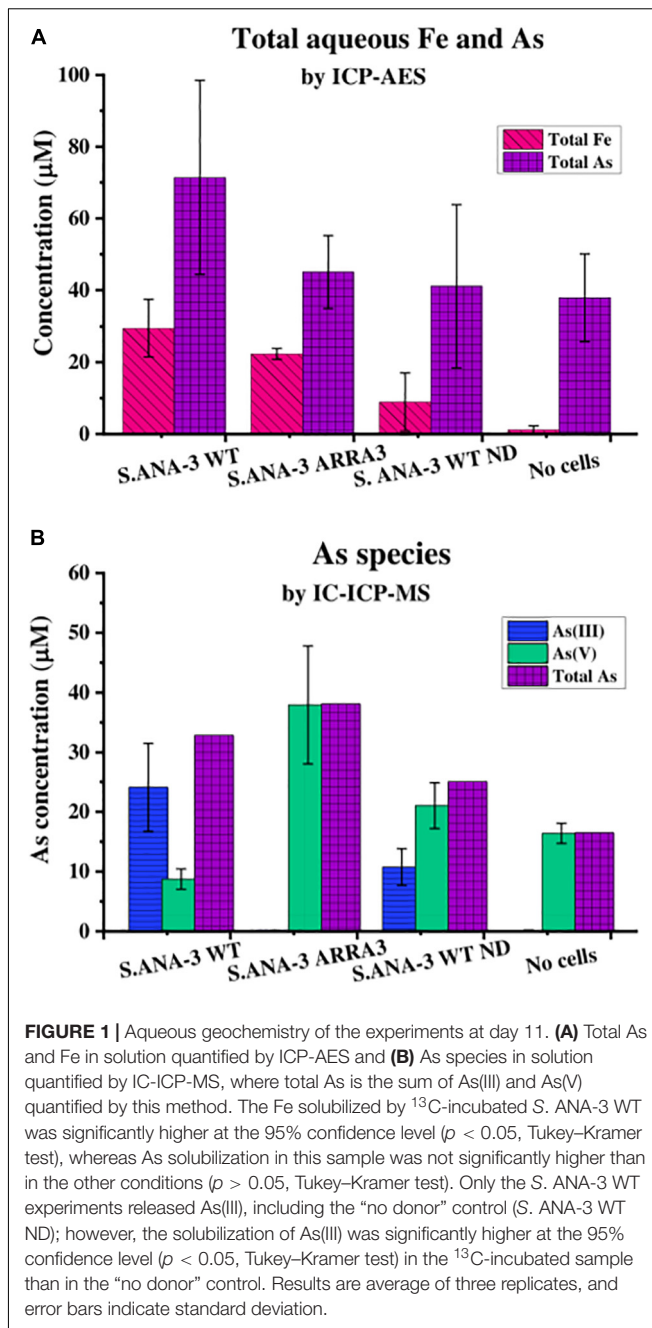 A
Total aqueous Fe and As
by ICP-AES
100
80
60
40
20
0
Concentration (µM)
Total Fe
Total As
S.ANA-3 WT
S.ANA-3 ARRA3
S. ANA-3 WT ND
No cells
B
As species
by IC-ICP-MS
60
50
40
30
20
10
0
As concentration (µM)
As(III)
As(V)
Total As
S.ANA-3 WT
S.ANA-3 ARRA3
S.ANA-3 WT ND
No cells
FIGURE 1 | Aqueous geochemistry of the experiments at day 11. (A) Total As
and Fe in solution quantified by ICP-AES and (B) As species in solution
quantified by IC-ICP-MS, where total As is the sum of As(III) and As(V)
quantified by this method. The Fe solubilized by ¹³C-incubated S. ANA-3 WT
was significantly higher at the 95% confidence level (p < 0.05, Tukey–Kramer
test), whereas As solubilization in this sample was not significantly higher than
in the other conditions (p > 0.05, Tukey–Kramer test). Only the S. ANA-3 WT
experiments released As(III), including the “no donor” control (S. ANA-3 WT
ND); however, the solubilization of As(III) was significantly higher at the 95%
confidence level (p < 0.05, Tukey–Kramer test) in the ¹³C-incubated sample
than in the “no donor” control. Results are average of three replicates, and
error bars indicate standard deviation.